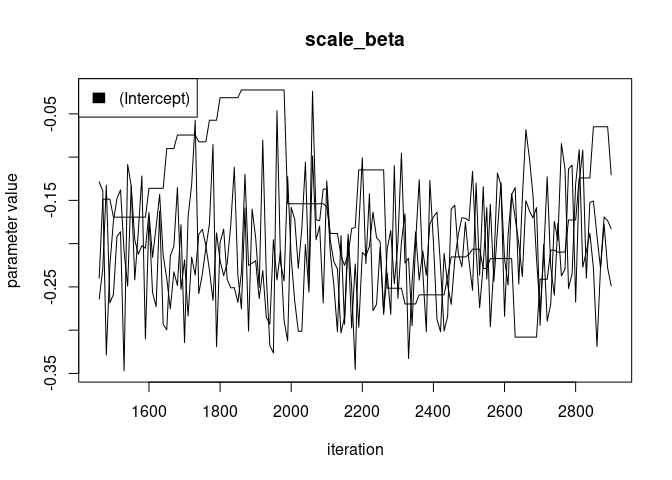 scale_beta
(Intercept)
parameter value
-0.05
-0.15
-0.25
-0.35
1600 1800 2000 2200 2400 2600 2800
iteration